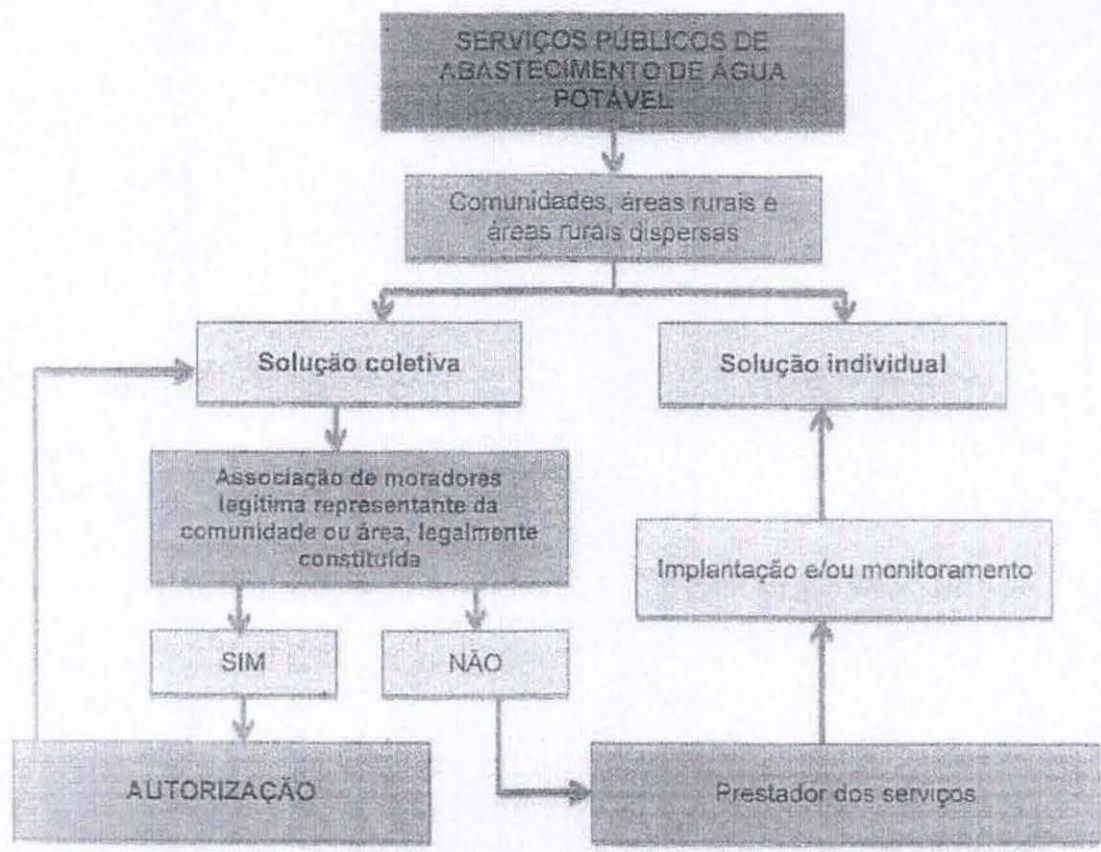 SERVIÇOS PÚBLICOS DE
ABASTECIMENTO DE ÁGUA
POTÁVEL
Comunidades, áreas rurais e
áreas rurais dispersas
Solução coletiva
Solução individual
Associação de moradores
legítima representante da
comunidade ou área, legalmente
constituída
Implantação e/ou monitoramento
SIM
NÃO
AUTORIZAÇÃO
Prestador dos serviços